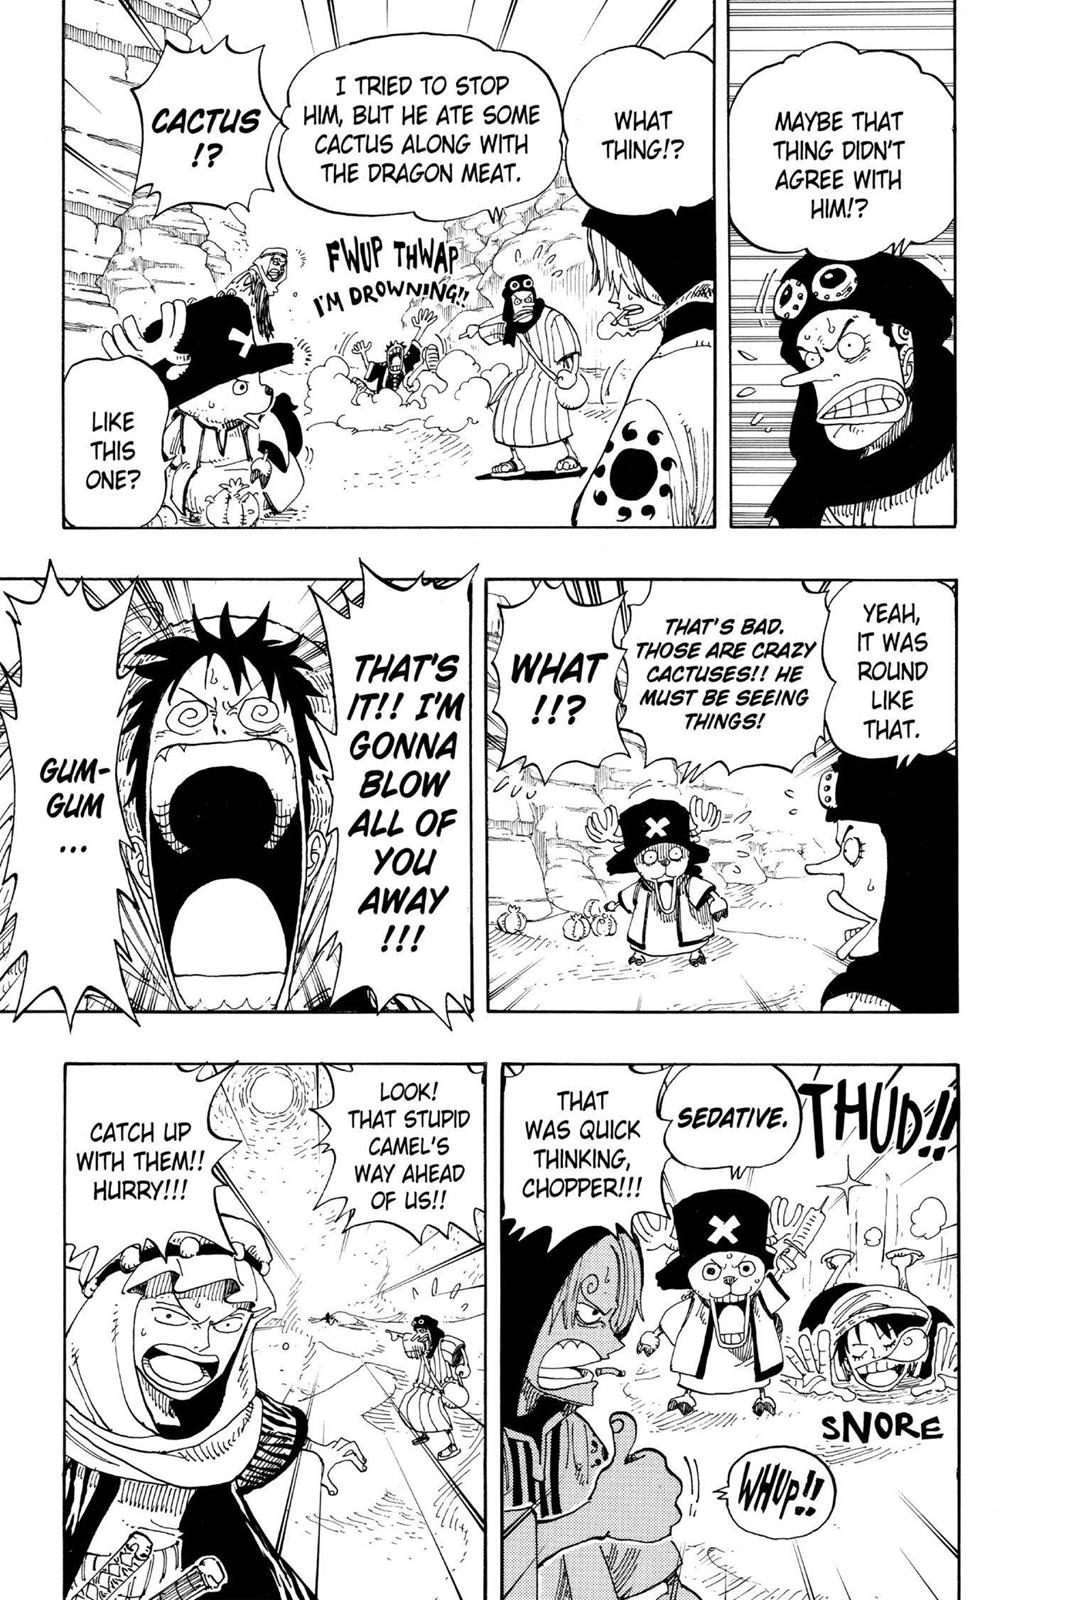 MAYBE THAT
THING DIDN'T
AGREE WITH
HIM!?
WHAT
THING!?
I TRIED TO STOP
HIM, BUT HE ATE SOME
CACTUS ALONG WITH
THE DRAGON MEAT.
CACTUS
!?
FWUP THWAP
I'M DROWNING!!
LIKE
THIS
ONE?
YEAH,
IT WAS
ROUND
LIKE
THAT.
THAT'S BAD.
THOSE ARE CRAZY
CACTUSES!! HE
MUST BE SEEING
THINGS!
WHAT
!!?
THAT'S
IT!! I'M
GONNA
BLOW
ALL OF
YOU
AWAY
!!!
GUM-
GUM
...
THUD!!
SEDATIVE.
THAT
WAS QUICK
THINKING,
CHOPPER!!!
SNORE
WHUP!!
LOOK!
THAT STUPID
CAMEL'S
WAY AHEAD
OF US!!
CATCH UP
WITH THEM!!
HURRY!!!